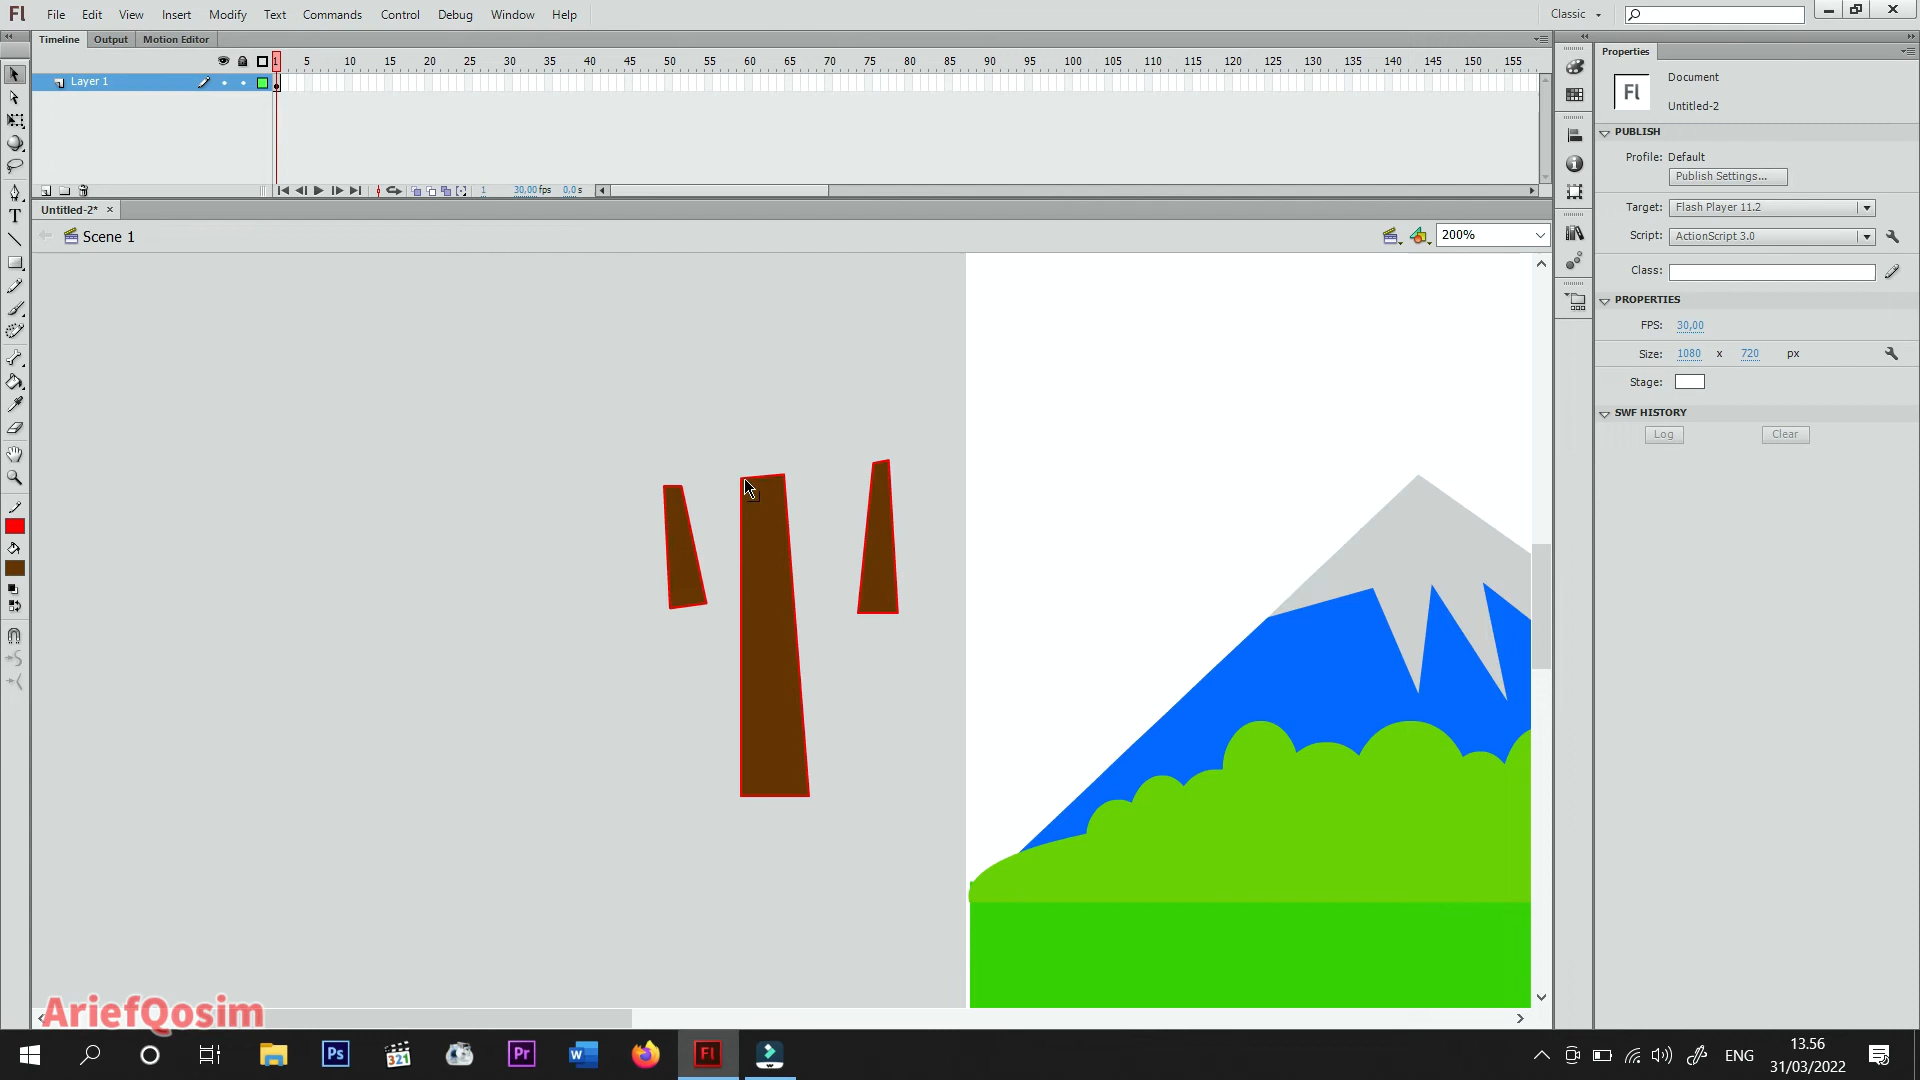 Fl File Edit View Insert Modify Text Commands Control Debug Window Help Classic
Timeline Output Motion Editor
1 5 10 15 20 25 30 35 40 45 50 55 60 65 70 75 80 85 90 95 100 105 110 115 120 125 130 135 140 145 150 155
Layer 1
1 30,00 fps 0,0 s
Untitled-2* ×
Scene 1
200%
Properties
Fl
Document
Untitled-2
PUBLISH
Profile: Default
Publish Settings...
Target: Flash Player 11.2
Script: ActionScript 3.0
Class:
PROPERTIES
FPS: 30,00
Size: 1080 x 720 px
Stage:
SWF HISTORY
Log Clear
T
AriefQosim
Ps
321
Pr
W
Fl
ENG
13.56
31/03/2022